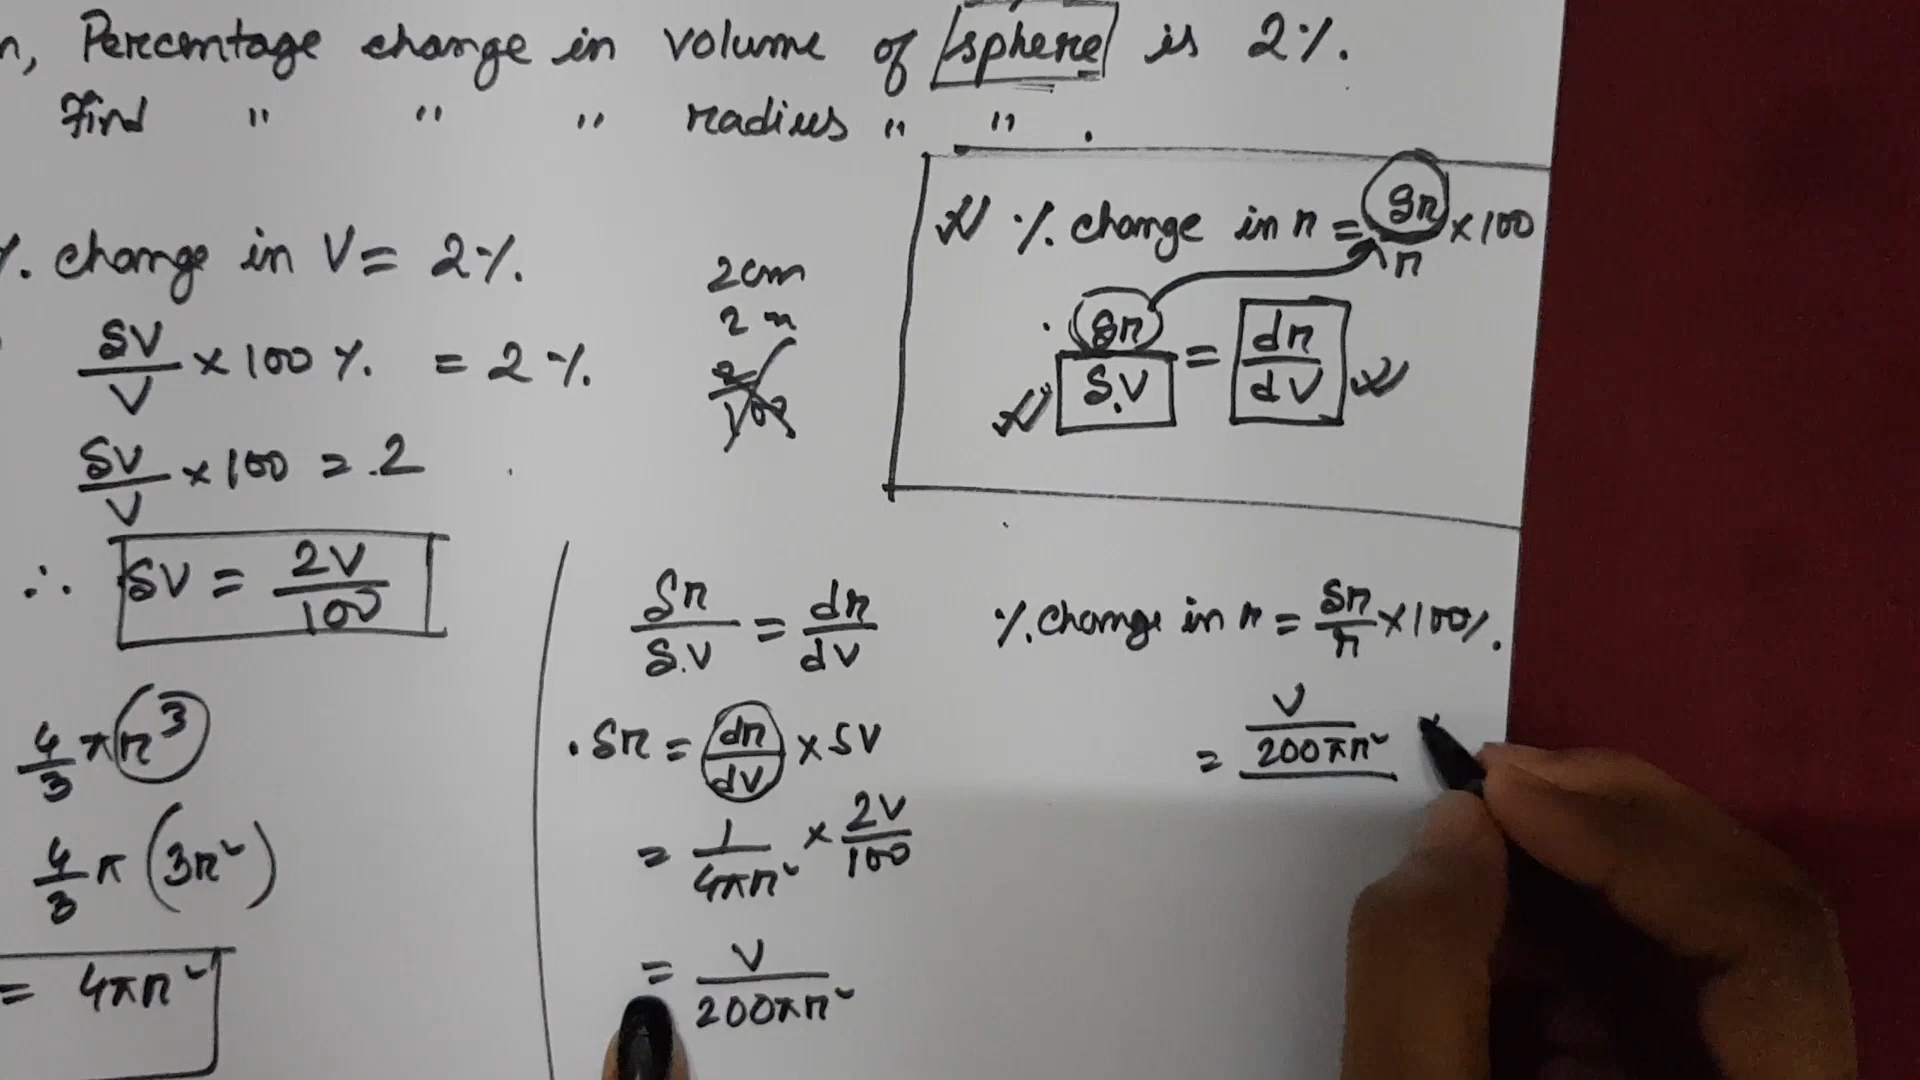 Percentage change in volume of sphere is 2%.
Find " " " radius " " .
% change in r = δr/r × 100
δr/δV = dr/dV
% change in V = 2%.
δV/V × 100 % = 2 %.
δV/V × 100 = 2
∴ δV = 2V/100
4/3 π r³
4/3 π (3r²)
= 4πr²
2cm
2 m
δr/δV = dr/dV
δr = dr/dV × δV
= 1/4πr² × 2V/100
= V/200πr²
% change in r = δr/r × 100%.
= V/200πr²